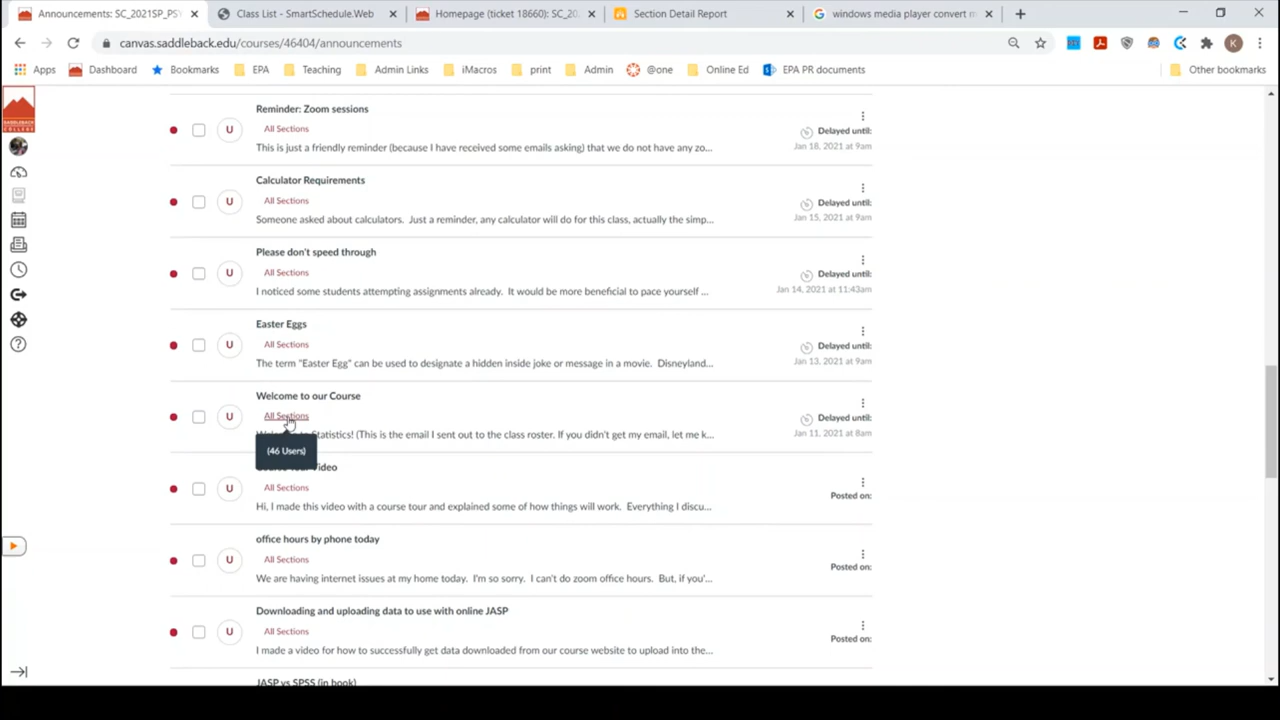 Announcements: SC_2021SP_PSY
Class List - SmartSchedule.Web
Homepage (ticket 18660): SC_20
Section Detail Report
windows media player convert m
canvas.saddleback.edu/courses/46404/announcements
K
Apps
Dashboard
Bookmarks
EPA
Teaching
Admin Links
iMacros
print
Admin
@one
Online Ed
EPA PR documents
Other bookmarks
SADDLEBACK
COLLEGE
Reminder: Zoom sessions
U
All Sections
Delayed until:
This is just a friendly reminder (because I have received some emails asking) that we do not have any zo...
Jan 18, 2021 at 9am
Calculator Requirements
U
All Sections
Delayed until:
Someone asked about calculators. Just a reminder, any calculator will do for this class, actually the simp...
Jan 15, 2021 at 9am
Please don't speed through
U
All Sections
Delayed until:
I noticed some students attempting assignments already. It would be more beneficial to pace yourself ...
Jan 14, 2021 at 11:43am
Easter Eggs
U
All Sections
Delayed until:
The term "Easter Egg" can be used to designate a hidden inside joke or message in a movie. Disneyland...
Jan 13, 2021 at 9am
Welcome to our Course
U
All Sections
Delayed until:
Statistics! (This is the email I sent out to the class roster. If you didn't get my email, let me k...
Jan 11, 2021 at 8am
(46 Users)
Video
U
All Sections
Posted on:
Hi, I made this video with a course tour and explained some of how things will work. Everything I discu...
office hours by phone today
U
All Sections
Posted on:
We are having internet issues at my home today. I'm so sorry. I can't do zoom office hours. But, if you'...
Downloading and uploading data to use with online JASP
U
All Sections
Posted on:
I made a video for how to successfully get data downloaded from our course website to upload into the...
JASP vs SPSS (in book)